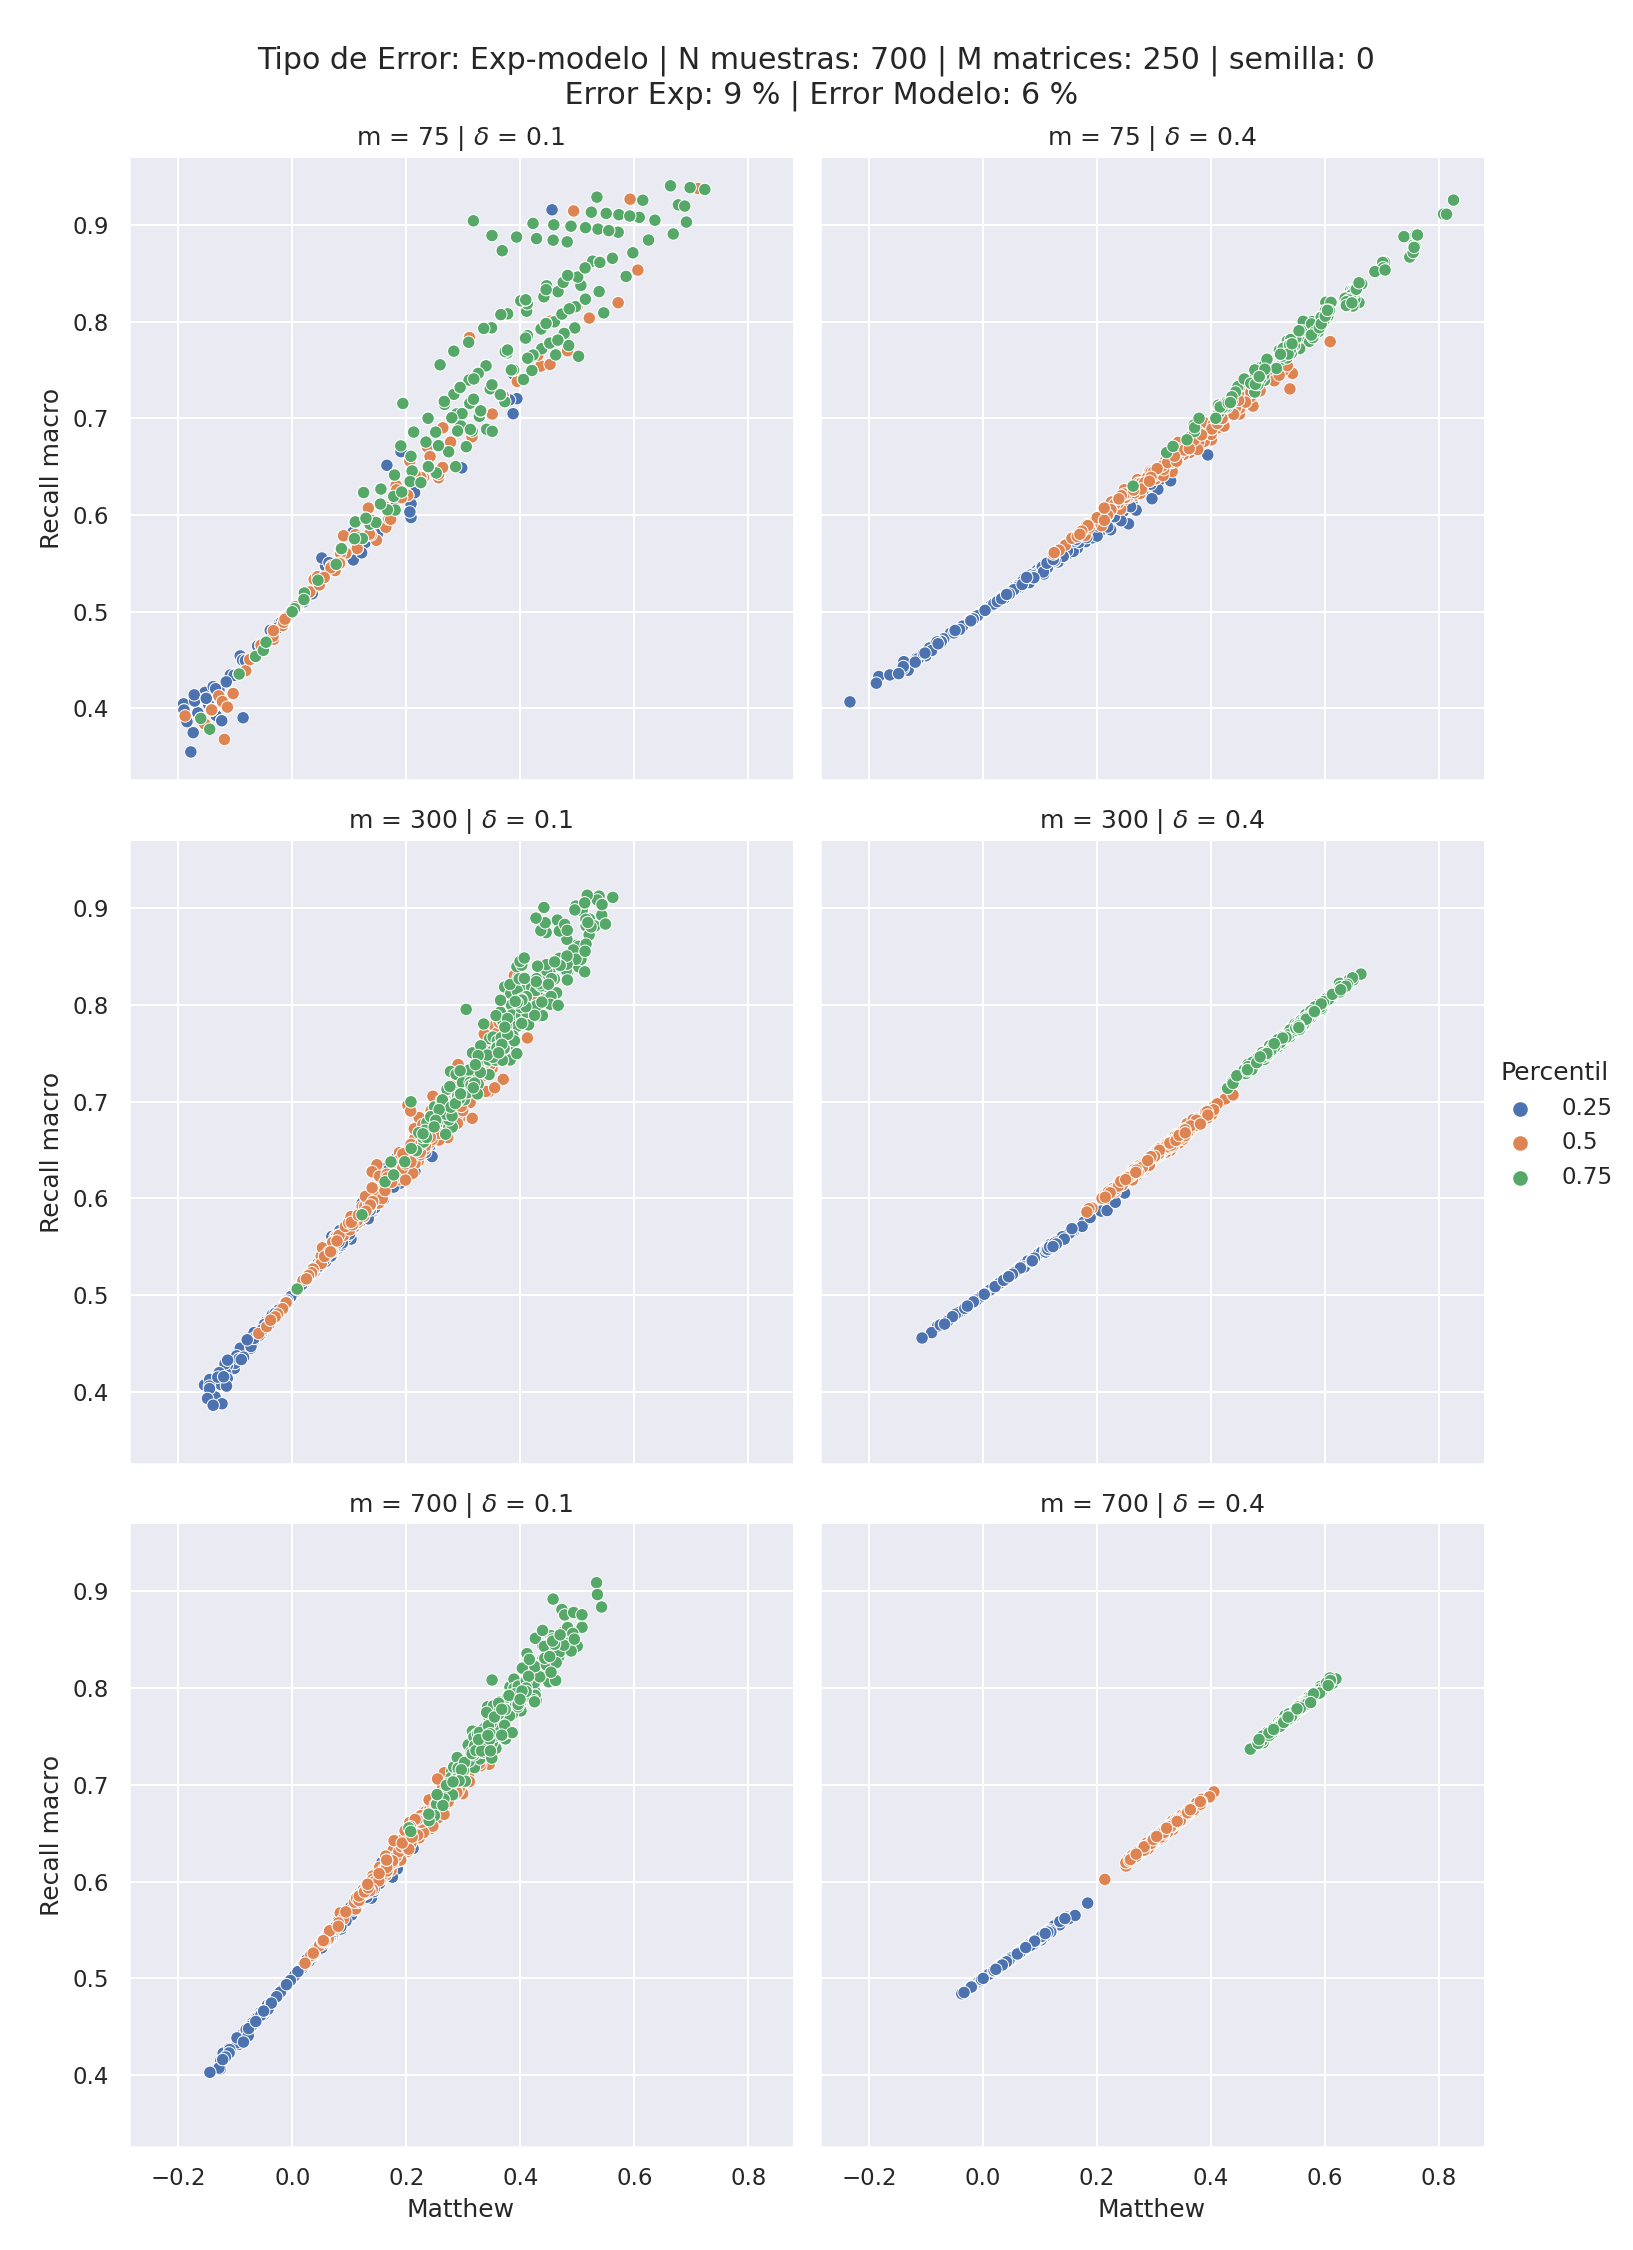 Tipo de Error: Exp-modelo | N muestras: 700 | M matrices: 250 | semilla: 0
Error Exp: 9 % | Error Modelo: 6 %
m = 75 | δ = 0.1
m = 75 | δ = 0.4
0.9
0.8
0.7
0.6
0.5
0.4
Recall macro
m = 300 | δ = 0.1
m = 300 | δ = 0.4
0.9
0.8
0.7
0.6
0.5
0.4
Recall macro
Percentil
0.25
0.5
0.75
m = 700 | δ = 0.1
m = 700 | δ = 0.4
0.9
0.8
0.7
0.6
0.5
0.4
Recall macro
−0.2 0.0 0.2 0.4 0.6 0.8
−0.2 0.0 0.2 0.4 0.6 0.8
Matthew
Matthew